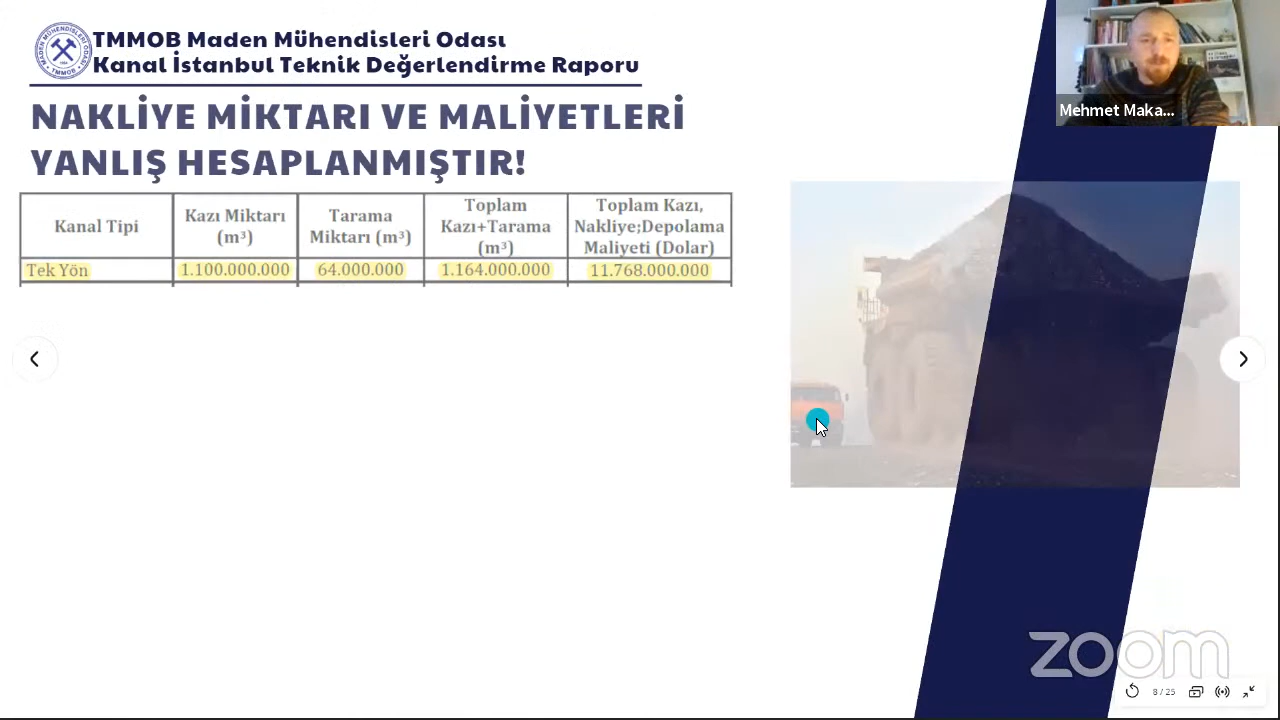 TMMOB Maden Mühendisleri Odası
Kanal İstanbul Teknik Değerlendirme Raporu
NAKLİYE MİKTARI VE MALİYETLERİ
YANLIŞ HESAPLANMIŞTIR!
Kanal Tipi
Kazı Miktarı
(m³)
Tarama
Miktarı (m³)
Toplam
Kazı+Tarama
(m³)
Toplam Kazı,
Nakliye;Depolama
Maliyeti (Dolar)
Tek Yön
1.100.000.000
64.000.000
1.164.000.000
11.768.000.000
Mehmet Maka...
zoom
8 / 25